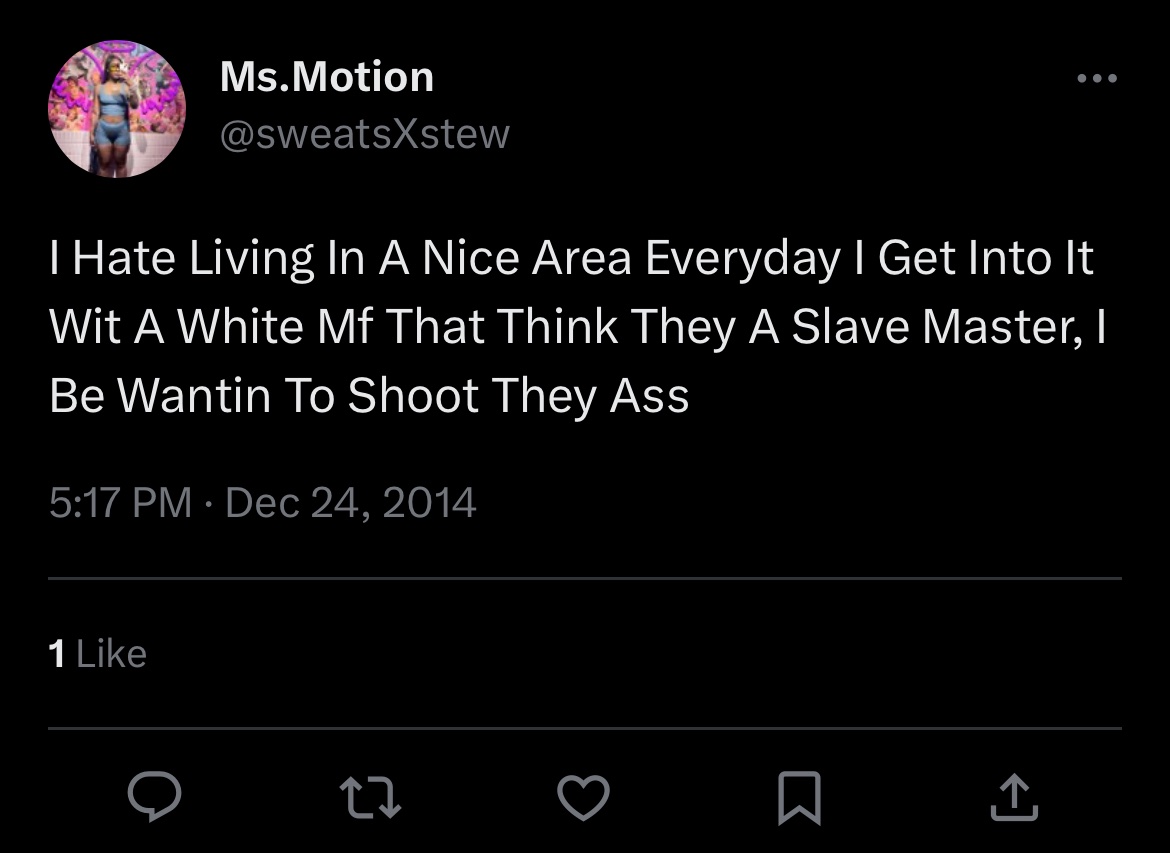 Ms.Motion
@sweatsXstew
I Hate Living In A Nice Area Everyday I Get Into It
Wit A White Mf That Think They A Slave Master, I
Be Wantin To Shoot They Ass
5:17 PM · Dec 24, 2014
1 Like